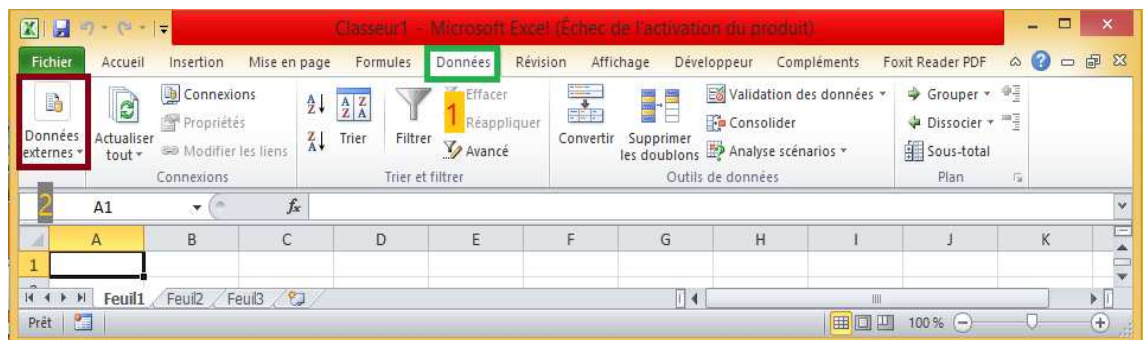 Classeur1 - Microsoft Excel (Échec de l'activation du produit)
Fichier Accueil Insertion Mise en page Formules Données Révision Affichage Développeur Compléments Foxit Reader PDF
Données externes
Actualiser tout
Connexions
Propriétés
Modifier les liens
Connexions
A Z
Z A
A Z Z A
Trier
Filtrer
1
Effacer
Réappliquer
Avancé
Trier et filtrer
Convertir
Supprimer les doublons
Validation des données
Consolider
Analyse scénarios
Outils de données
Grouper
Dissocier
Sous-total
Plan
2
A1 fx
A B C D E F G H I J K
1
Feuil1 Feuil2 Feuil3
Prêt 100 %